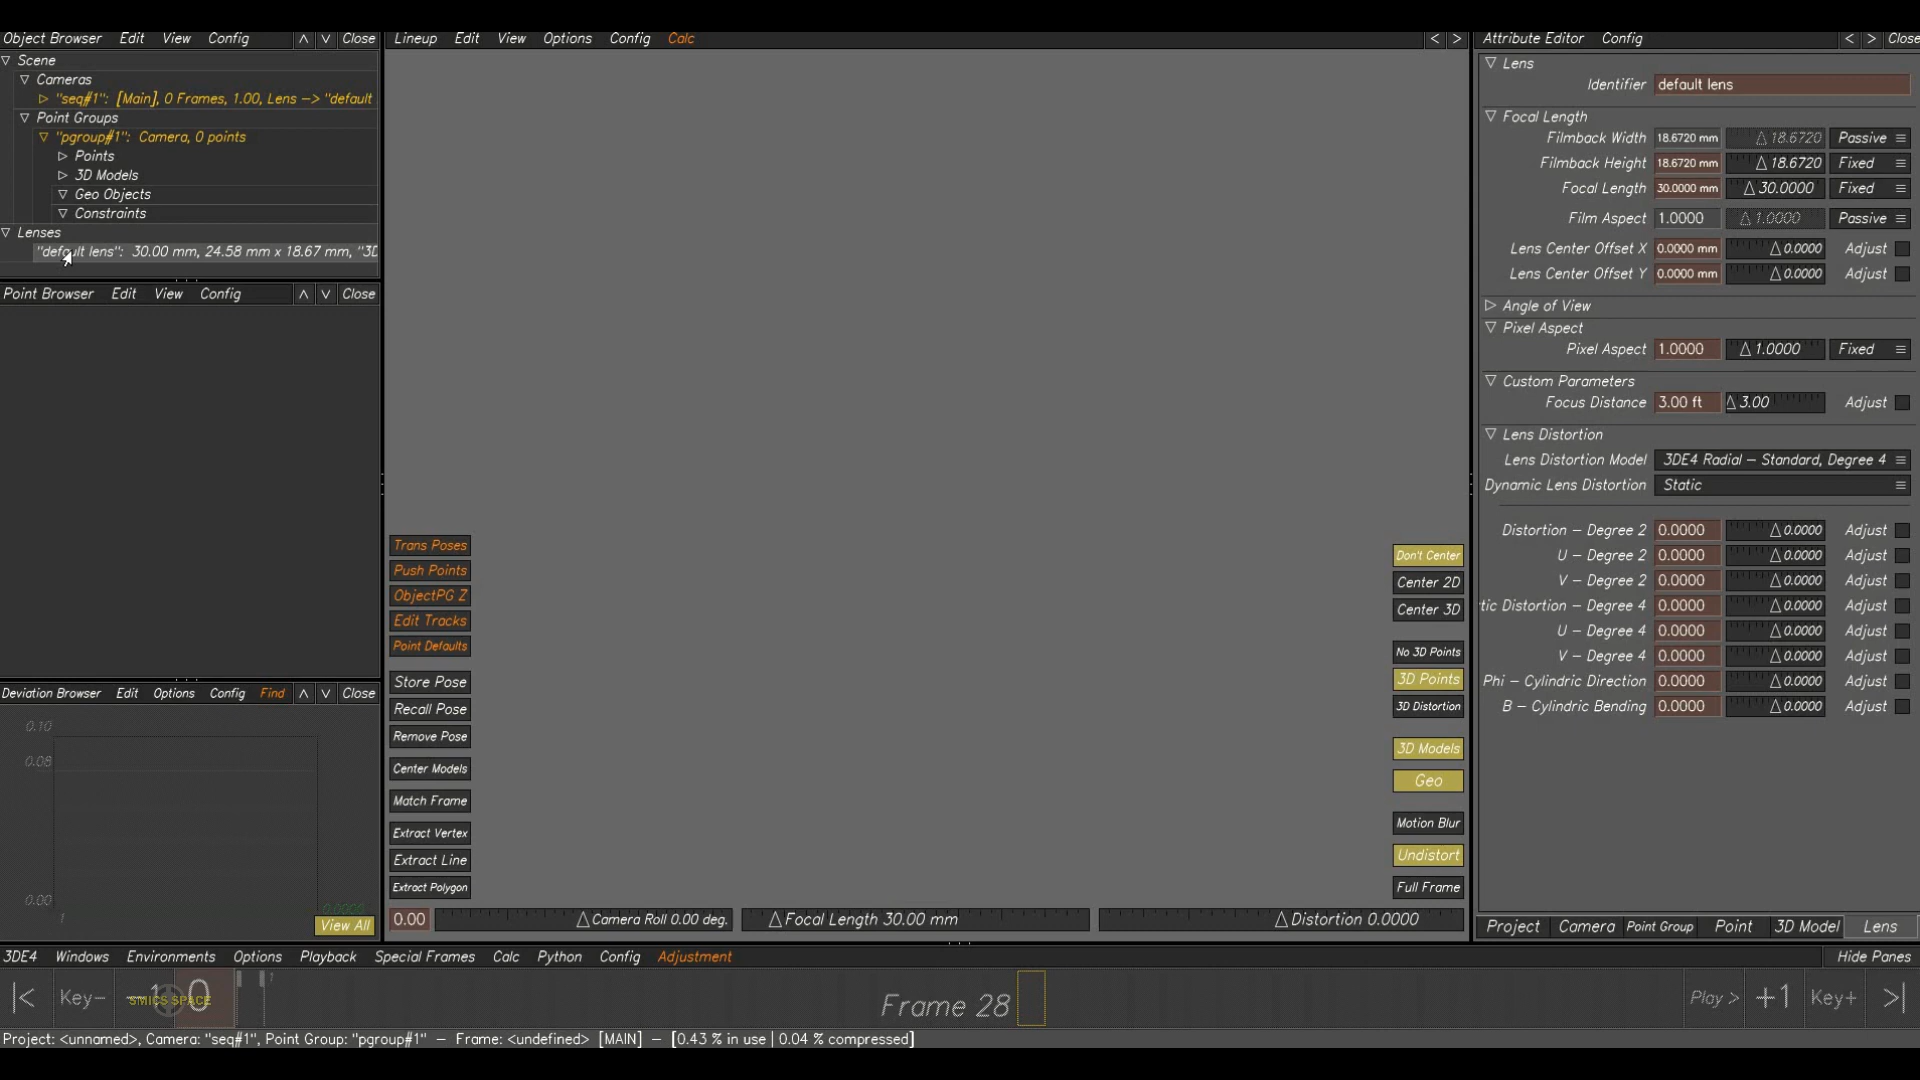 Object Browser Edit View Config Close
Scene
Cameras
"seq#1": [Main], 0 Frames, 1.00, Lens —> "default
Point Groups
"pgroup#1": Camera, 0 points
Points
3D Models
Geo Objects
Constraints
Lenses
"default lens": 30.00 mm, 24.58 mm x 18.67 mm, "3D
Point Browser Edit View Config Close
Deviation Browser Edit Options Config Find Close
0.10
0.08
0.00
1
View All
Lineup Edit View Options Config Calc < >
Trans Poses
Push Points
ObjectPG Z
Edit Tracks
Point Defaults
Store Pose
Recall Pose
Remove Pose
Center Models
Match Frame
Extract Vertex
Extract Line
Extract Polygon
Don't Center
Center 2D
Center 3D
No 3D Points
3D Points
3D Distortion
3D Models
Geo
Motion Blur
Undistort
Full Frame
0.00 Camera Roll 0.00 deg. Focal Length 30.00 mm Distortion 0.0000
Attribute Editor Config < > Close
Lens
Identifier default lens
Focal Length
Filmback Width 18.6720 mm 18.6720 Passive
Filmback Height 18.6720 mm 18.6720 Fixed
Focal Length 30.0000 mm 30.0000 Fixed
Film Aspect 1.0000 1.0000 Passive
Lens Center Offset X 0.0000 mm 0.0000 Adjust
Lens Center Offset Y 0.0000 mm 0.0000 Adjust
Angle of View
Pixel Aspect
Pixel Aspect 1.0000 1.0000 Fixed
Custom Parameters
Focus Distance 3.00 ft 3.00 Adjust
Lens Distortion
Lens Distortion Model 3DE4 Radial — Standard, Degree 4
Dynamic Lens Distortion Static
Distortion — Degree 2 0.0000 0.0000 Adjust
U — Degree 2 0.0000 0.0000 Adjust
V — Degree 2 0.0000 0.0000 Adjust
tic Distortion — Degree 4 0.0000 0.0000 Adjust
U — Degree 4 0.0000 0.0000 Adjust
V — Degree 4 0.0000 0.0000 Adjust
Phi — Cylindric Direction 0.0000 0.0000 Adjust
B — Cylindric Bending 0.0000 0.0000 Adjust
Project Camera Point Group Point 3D Model Lens
3DE4 Windows Environments Options Playback Special Frames Calc Python Config Adjustment Hide Panes
|< Key— —1 0 1 Frame 28 Play > +1 Key+ >|
SMICS SPACE
Project: <unnamed>, Camera: "seq#1", Point Group: "pgroup#1" — Frame: <undefined> [MAIN] — [0.43 % in use | 0.04 % compressed]